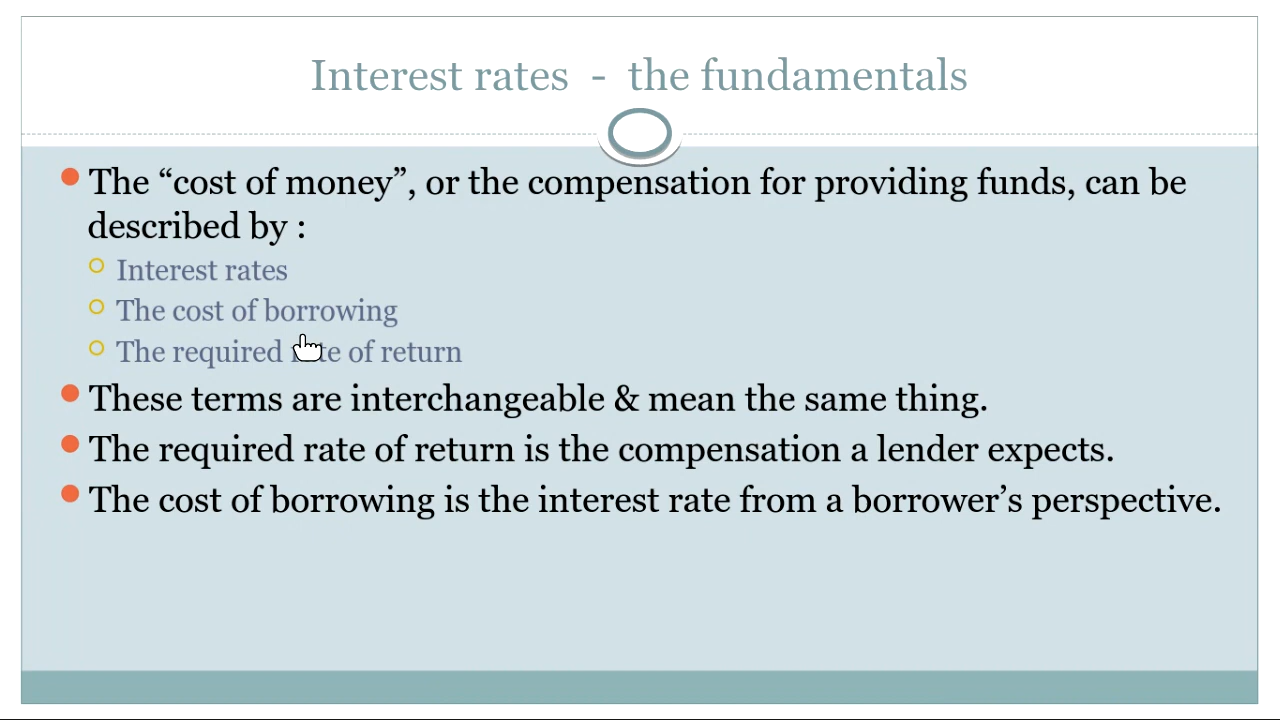 Interest rates - the fundamentals
The “cost of money”, or the compensation for providing funds, can be
described by :
Interest rates
The cost of borrowing
The required rate of return
These terms are interchangeable & mean the same thing.
The required rate of return is the compensation a lender expects.
The cost of borrowing is the interest rate from a borrower’s perspective.